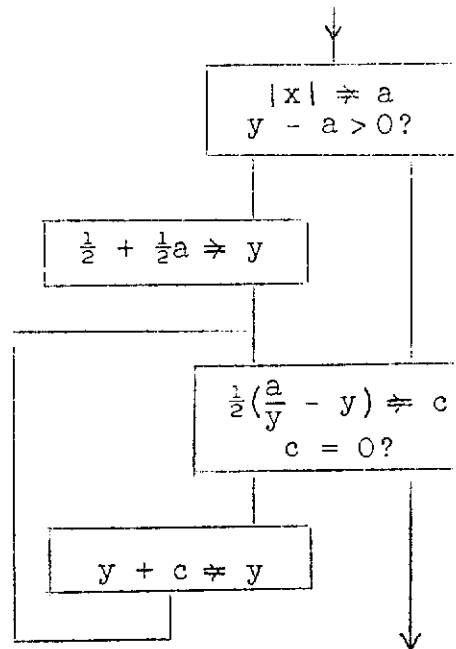 |x| ⇒ a
y - a > 0?
½ + ½a ⇒ y
½(a/y - y) ⇒ c
c = 0?
y + c ⇒ y